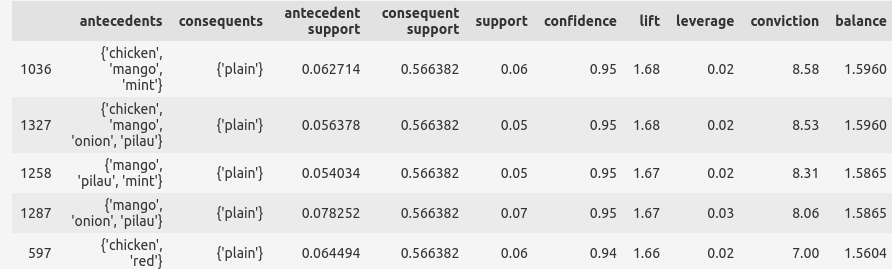 antecedents consequents antecedent support consequent support support confidence lift leverage conviction balance
1036 {'chicken', 'mango', 'mint'} {'plain'} 0.062714 0.566382 0.06 0.95 1.68 0.02 8.58 1.5960
1327 {'chicken', 'mango', 'onion', 'pilau'} {'plain'} 0.056378 0.566382 0.05 0.95 1.68 0.02 8.53 1.5960
1258 {'mango', 'pilau', 'mint'} {'plain'} 0.054034 0.566382 0.05 0.95 1.67 0.02 8.31 1.5865
1287 {'mango', 'onion', 'pilau'} {'plain'} 0.078252 0.566382 0.07 0.95 1.67 0.03 8.06 1.5865
597 {'chicken', 'red'} {'plain'} 0.064494 0.566382 0.06 0.94 1.66 0.02 7.00 1.5604